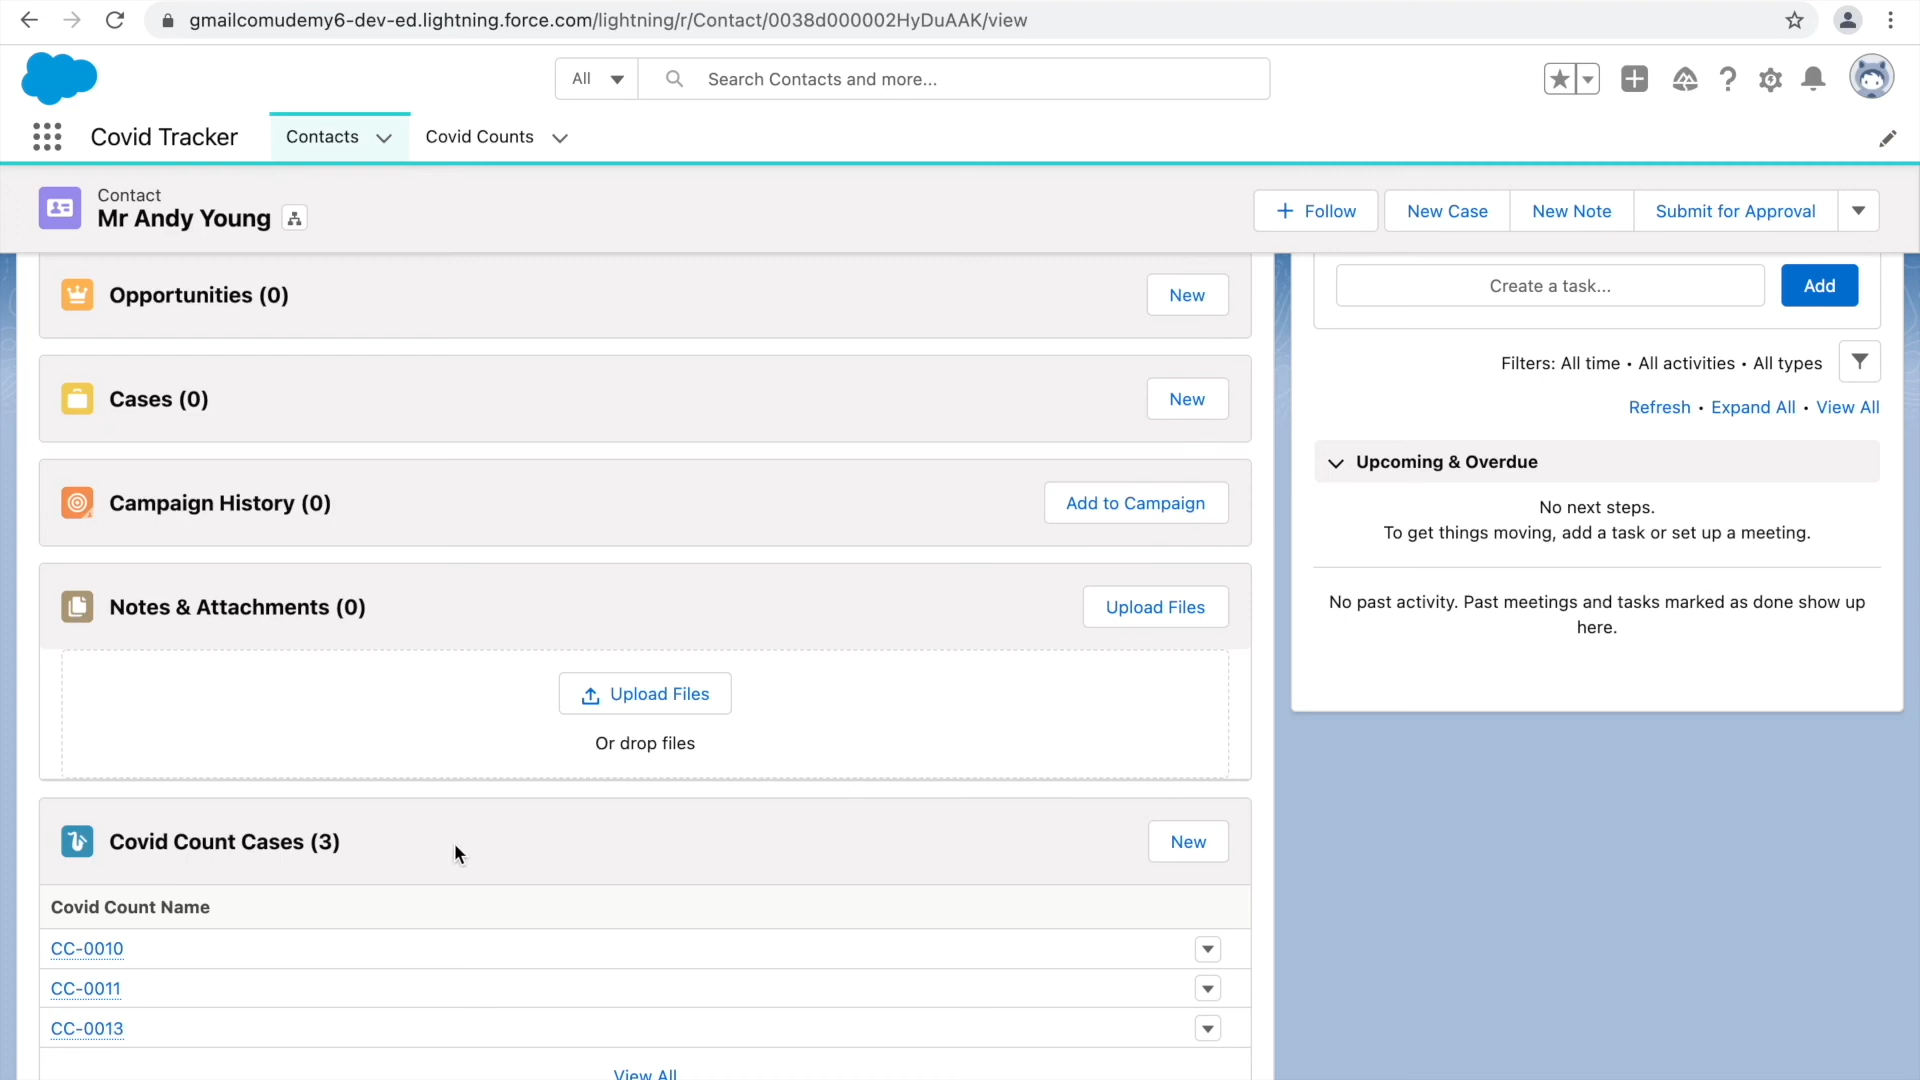 gmailcomudemy6-dev-ed.lightning.force.com/lightning/r/Contact/0038d000002HyDuAAK/view
All
Search Contacts and more...
Covid Tracker
Contacts
Covid Counts
Contact
Mr Andy Young
Follow
New Case
New Note
Submit for Approval
Opportunities (0)
New
Cases (0)
New
Campaign History (0)
Add to Campaign
Notes & Attachments (0)
Upload Files
Upload Files
Or drop files
Covid Count Cases (3)
New
Covid Count Name
CC-0010
CC-0011
CC-0013
View All
Create a task...
Add
Filters: All time • All activities • All types
Refresh • Expand All • View All
Upcoming & Overdue
No next steps.
To get things moving, add a task or set up a meeting.
No past activity. Past meetings and tasks marked as done show up
here.